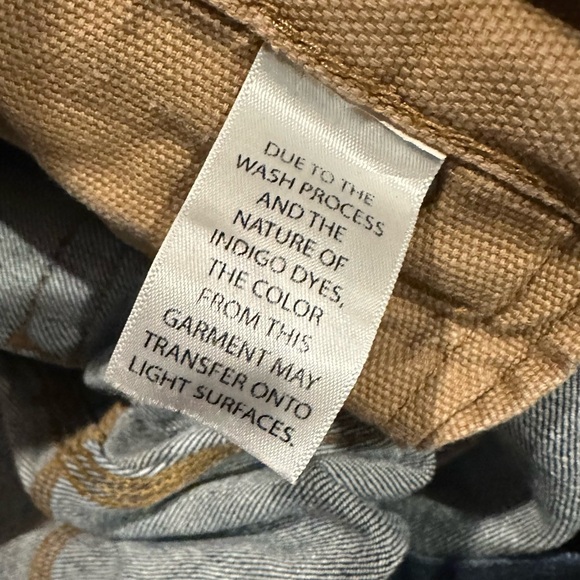 DUE TO THE
WASH PROCESS
AND THE
NATURE OF
INDIGO DYES,
THE COLOR
FROM THIS
GARMENT MAY
TRANSFER ONTO
LIGHT SURFACES.